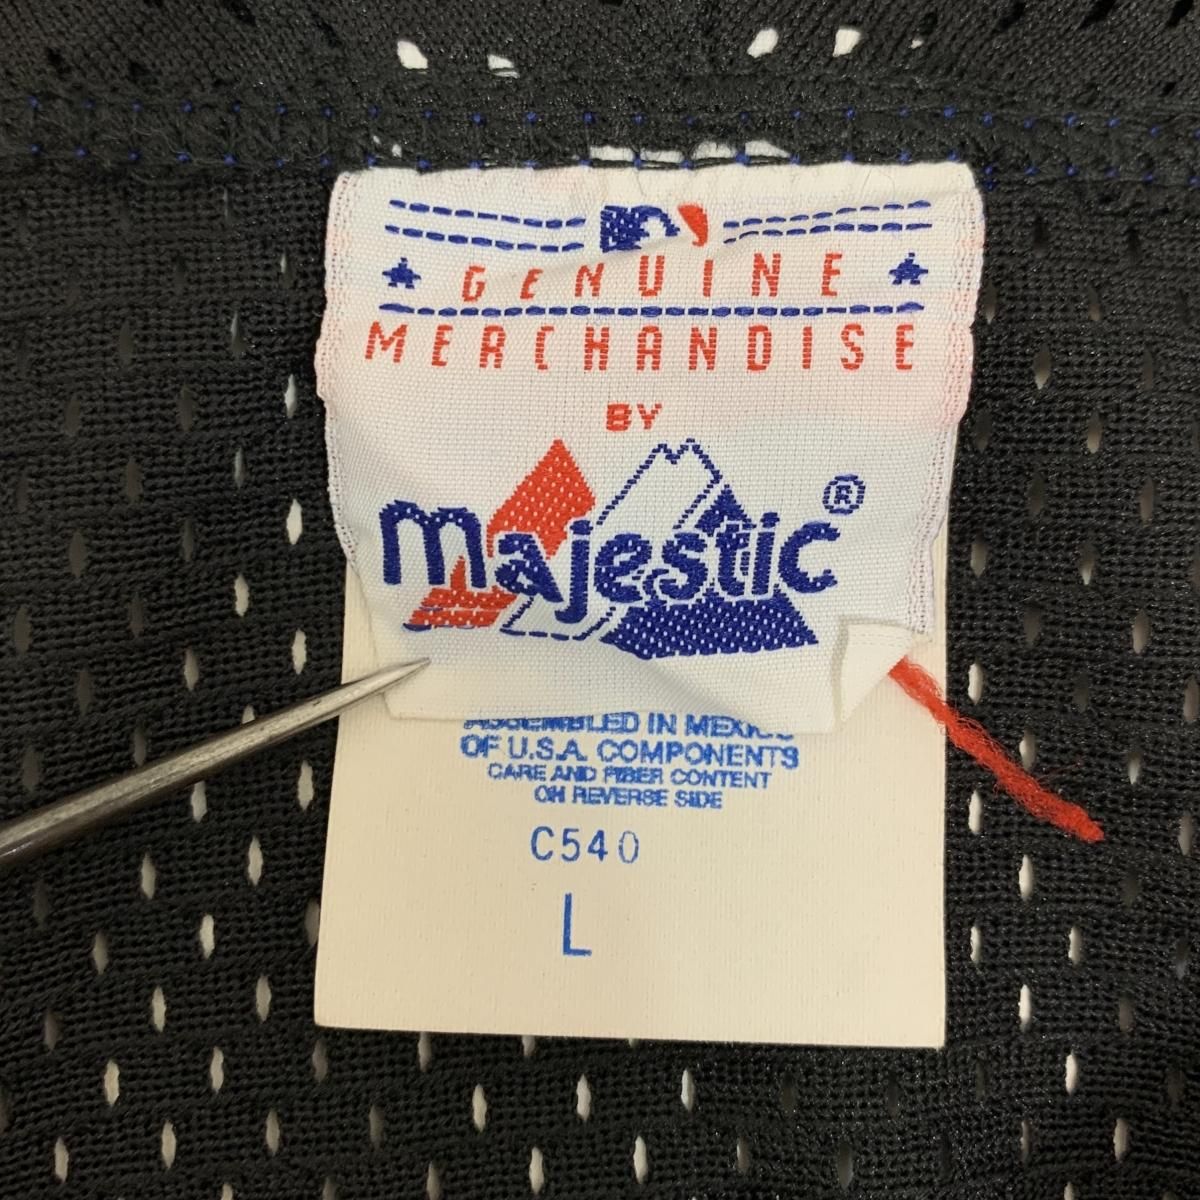 GENUINE
MERCHANDISE
BY
majestic®
ASSEMBLED IN MEXICO
OF U.S.A. COMPONENTS
CARE AND FIBER CONTENT
ON REVERSE SIDE
C540
L